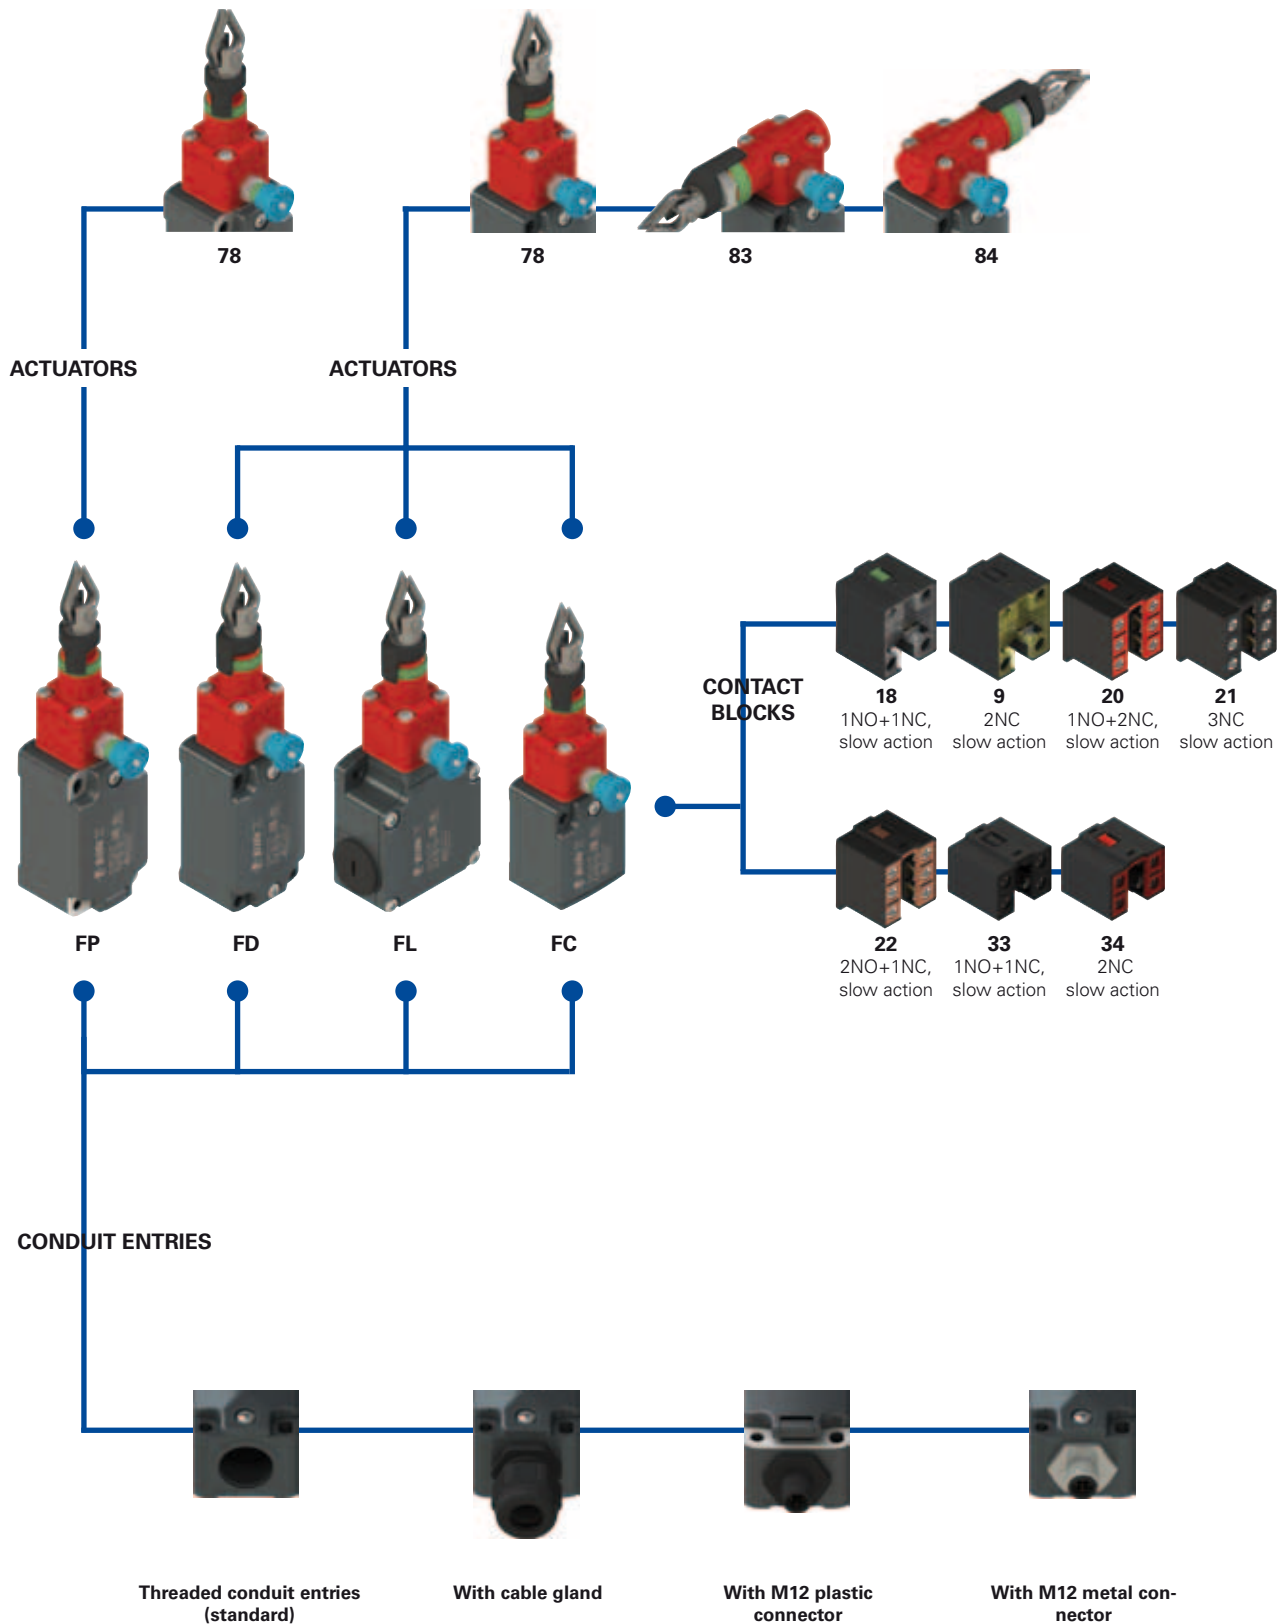 78
78
83
84
ACTUATORS
ACTUATORS
CONTACT
BLOCKS
18
1NO+1NC,
slow action
9
2NC
slow action
20
1NO+2NC,
slow action
21
3NC
slow action
22
2NO+1NC,
slow action
33
1NO+1NC,
slow action
34
2NC
slow action
FP
FD
FL
FC
CONDUIT ENTRIES
Threaded conduit entries
(standard)
With cable gland
With M12 plastic
connector
With M12 metal con-
nector